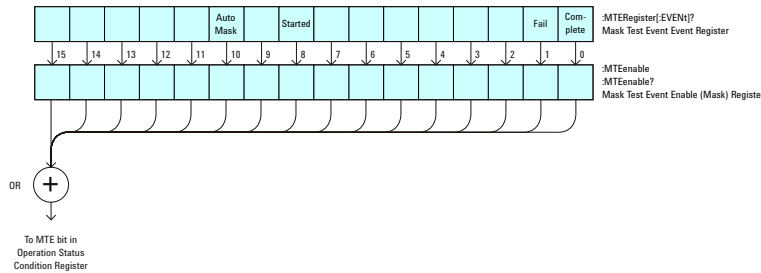 Auto
Mask
Started
Fail
Com-
plete
:MTERegister[:EVENt]?
Mask Test Event Event Register
15 14 13 12 11 10 9 8 7 6 5 4 3 2 1 0
:MTEenable
:MTEenable?
Mask Test Event Enable (Mask) Registe
OR
+
To MTE bit in
Operation Status
Condition Register